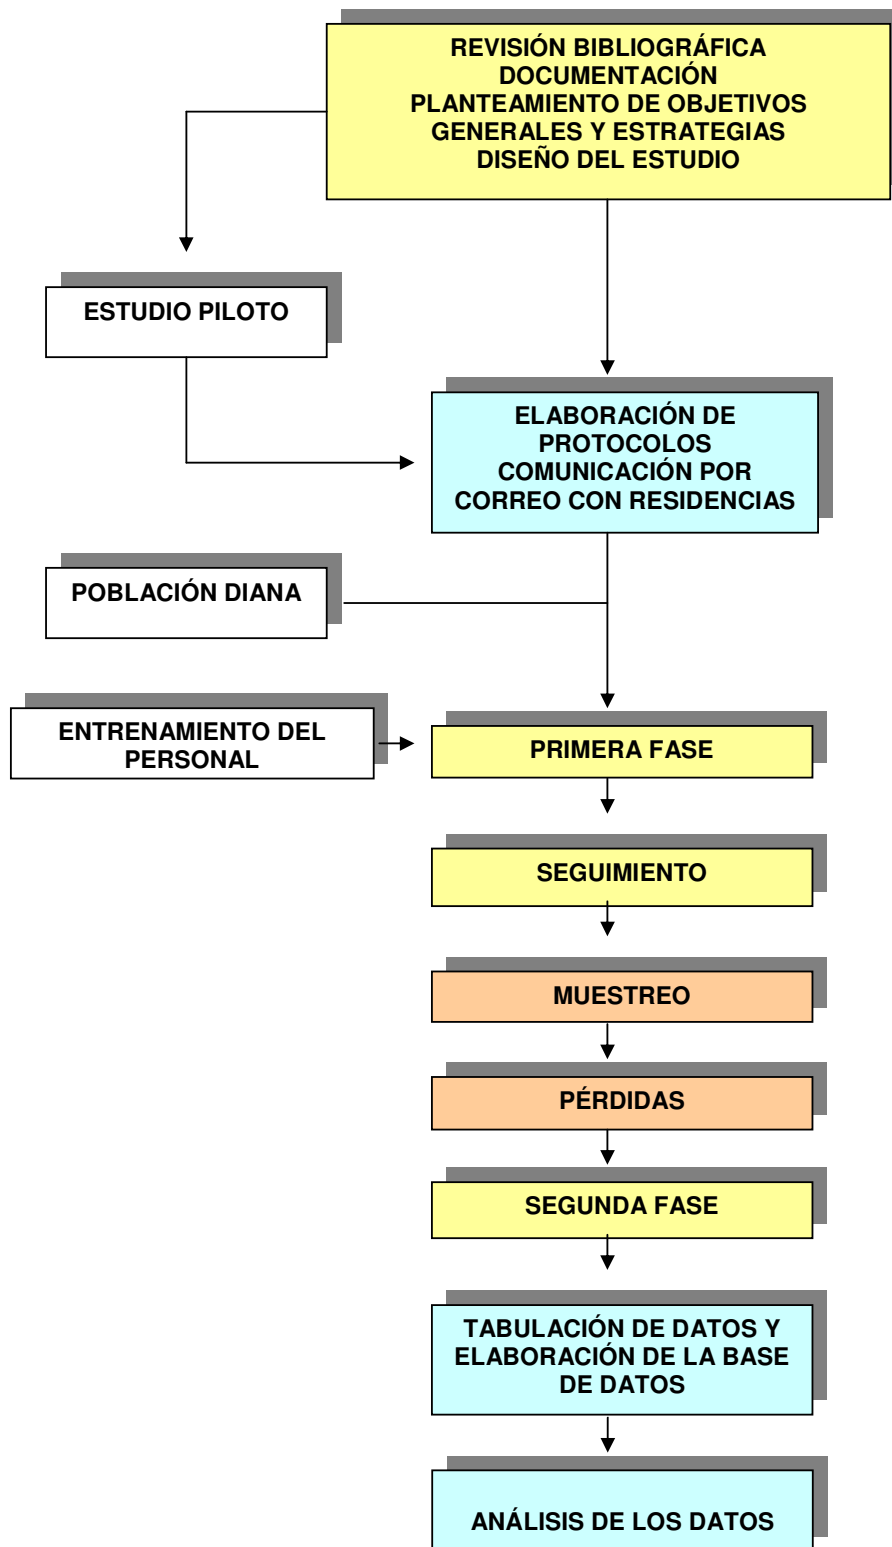 REVISIÓN BIBLIOGRÁFICA
DOCUMENTACIÓN
PLANTEAMIENTO DE OBJETIVOS
GENERALES Y ESTRATEGIAS
DISEÑO DEL ESTUDIO
ESTUDIO PILOTO
ELABORACIÓN DE
PROTOCOLOS
COMUNICACIÓN POR
CORREO CON RESIDENCIAS
POBLACIÓN DIANA
ENTRENAMIENTO DEL
PERSONAL
PRIMERA FASE
SEGUIMIENTO
MUESTREO
PÉRDIDAS
SEGUNDA FASE
TABULACIÓN DE DATOS Y
ELABORACIÓN DE LA BASE
DE DATOS
ANÁLISIS DE LOS DATOS